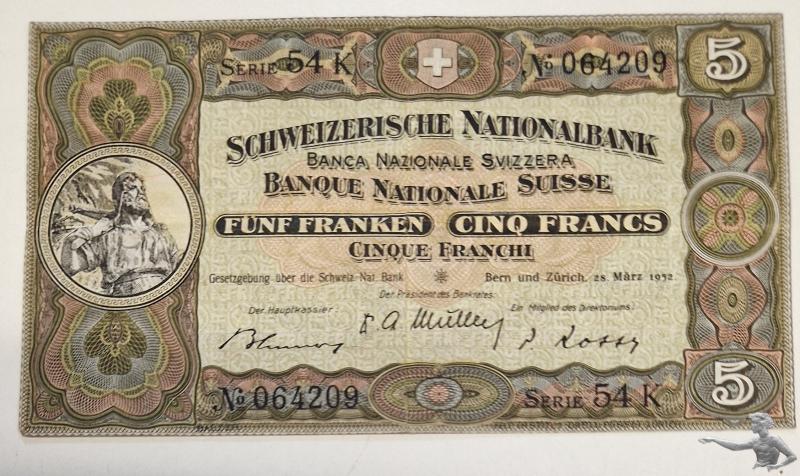 SERIE 54 K
№ 064209
5
SCHWEIZERISCHE NATIONALBANK
BANCA NAZIONALE SVIZZERA
BANQUE NATIONALE SUISSE
FÜNF FRANKEN CINQ FRANCS
CINQUE FRANCHI
Gesetzgebung über die Schweiz. Nat. Bank
Bern und Zürich, 28. März 1952.
Der Präsident des Bankrates:
Der Hauptkassier:
Ein Mitglied des Direktoriums:
№ 064209
SERIE 54 K
5